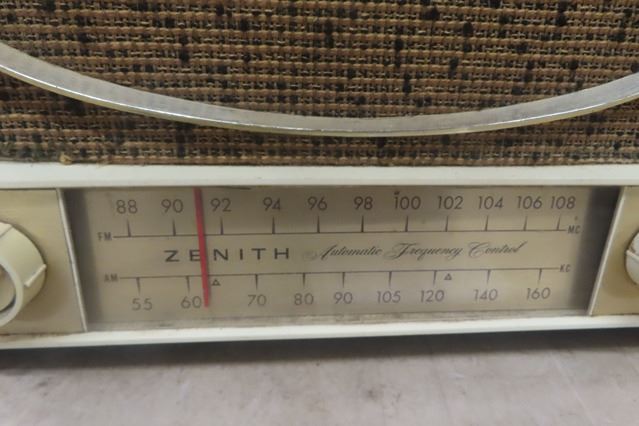 88 90 92 94 96 98 100 102 104 106 108
FM MC
ZENITH Automatic Frequency Control
AM KC
55 60 70 80 90 105 120 140 160